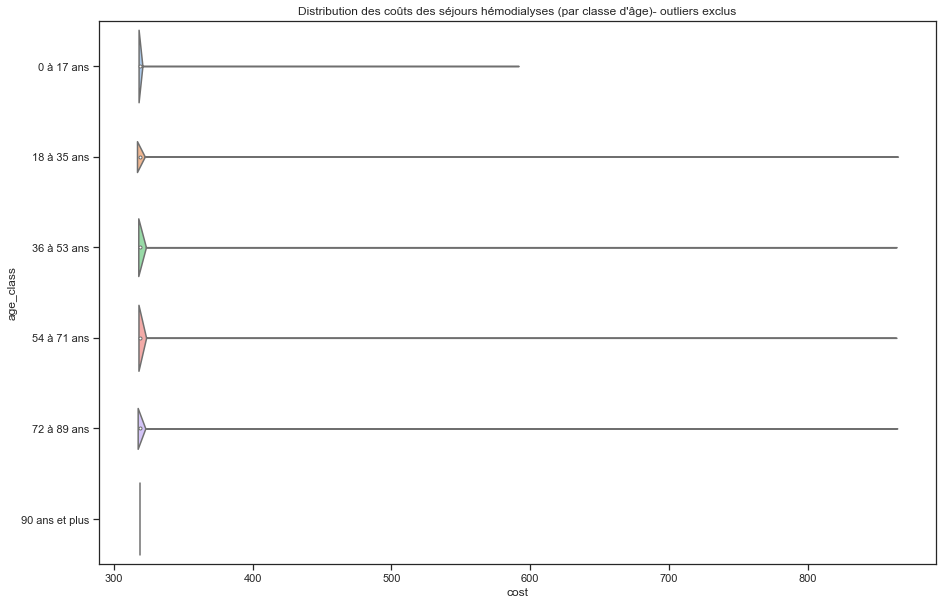 Distribution des coûts des séjours hémodialyses (par classe d'âge)- outliers exclus
age_class
0 à 17 ans
18 à 35 ans
36 à 53 ans
54 à 71 ans
72 à 89 ans
90 ans et plus
300 400 500 600 700 800
cost